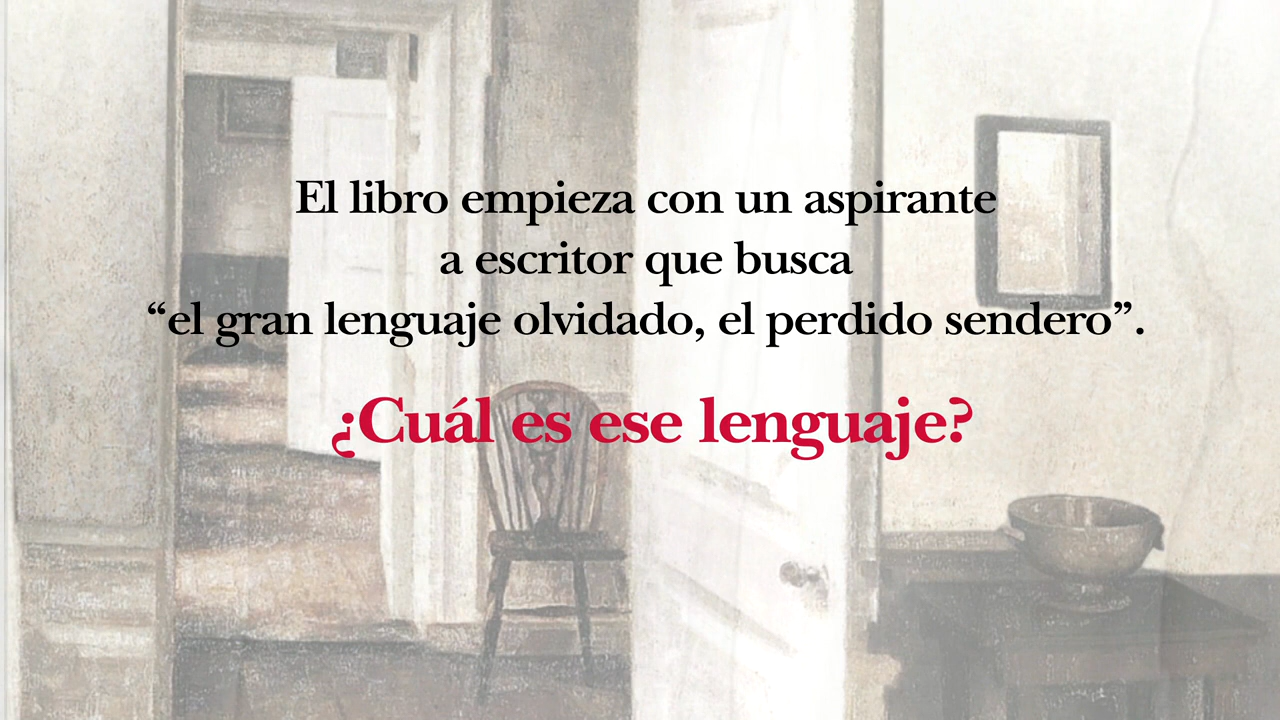 El libro empieza con un aspirante
a escritor que busca
“el gran lenguaje olvidado, el perdido sendero”.
¿Cuál es ese lenguaje?